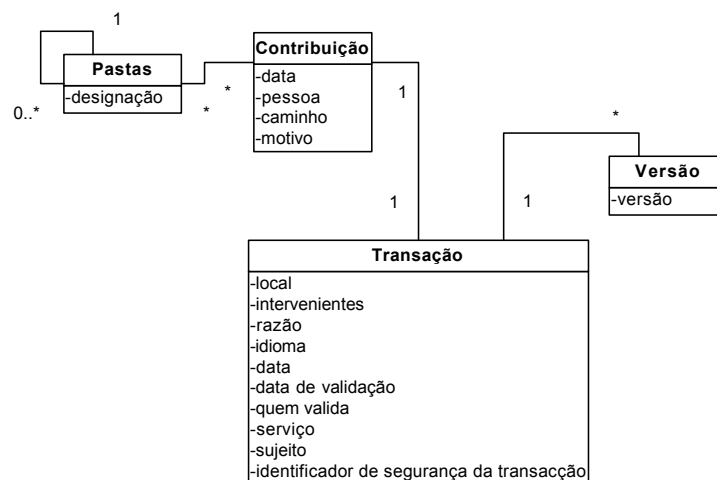 1
Pastas
-designação
0..*
*
*
Contribuição
-data
-pessoa
-caminho
-motivo
1
1
*
1
Versão
-versão
Transação
-local
-intervenientes
-razão
-idioma
-data
-data de validação
-quem valida
-serviço
-sujeito
-identificador de segurança da transacção